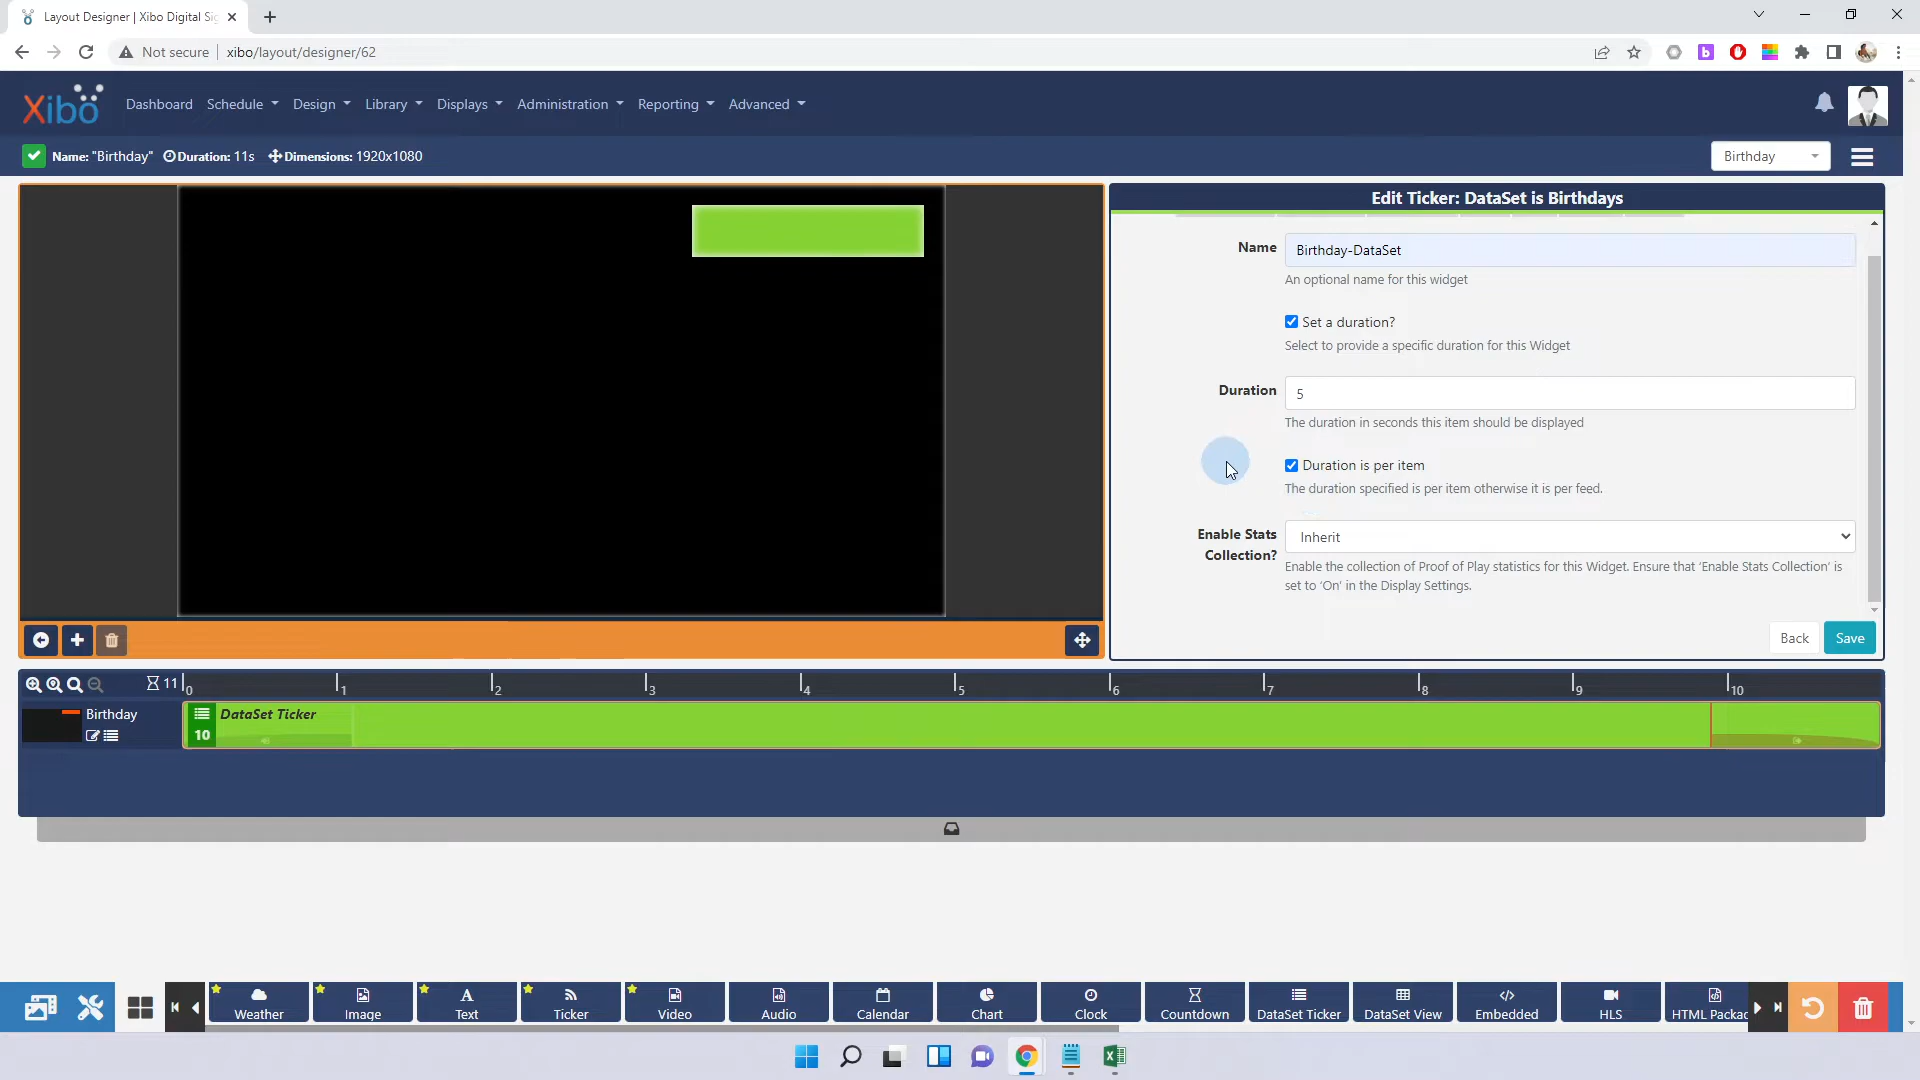 Layout Designer | Xibo Digital Sig
Not secure
xibo/layout/designer/62
Xibo
Dashboard Schedule Design Library Displays Administration Reporting Advanced
Name: "Birthday" Duration: 11s Dimensions: 1920x1080
Birthday
Edit Ticker: DataSet is Birthdays
Name
Birthday-DataSet
An optional name for this widget
Set a duration?
Select to provide a specific duration for this Widget
Duration
5
The duration in seconds this item should be displayed
Duration is per item
The duration specified is per item otherwise it is per feed.
Enable Stats
Collection?
Inherit
Enable the collection of Proof of Play statistics for this Widget. Ensure that ‘Enable Stats Collection’ is
set to ‘On’ in the Display Settings.
Back Save
11
0 1 2 3 4 5 6 7 8 9 10
Birthday
DataSet Ticker
10
Weather Image Text Ticker Video Audio Calendar Chart Clock Countdown DataSet Ticker DataSet View Embedded HLS HTML Packac